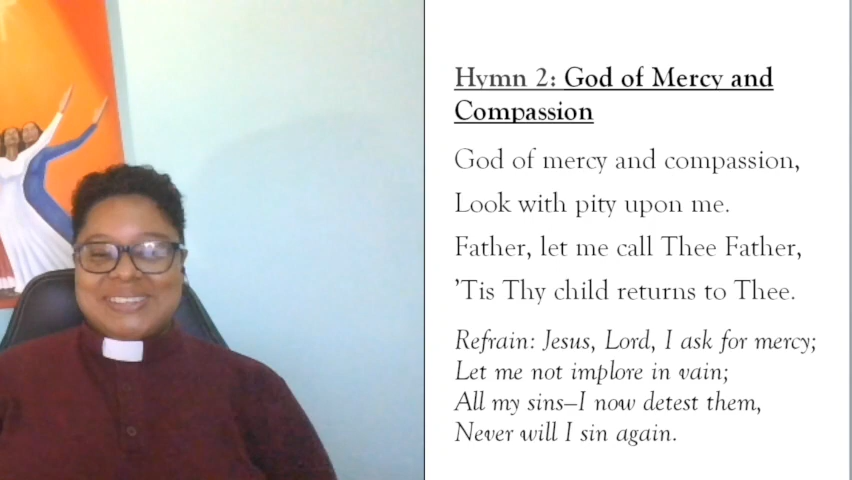 Hymn 2: God of Mercy and
Compassion
God of mercy and compassion,
Look with pity upon me.
Father, let me call Thee Father,
’Tis Thy child returns to Thee.
Refrain: Jesus, Lord, I ask for mercy;
Let me not implore in vain;
All my sins–I now detest them,
Never will I sin again.